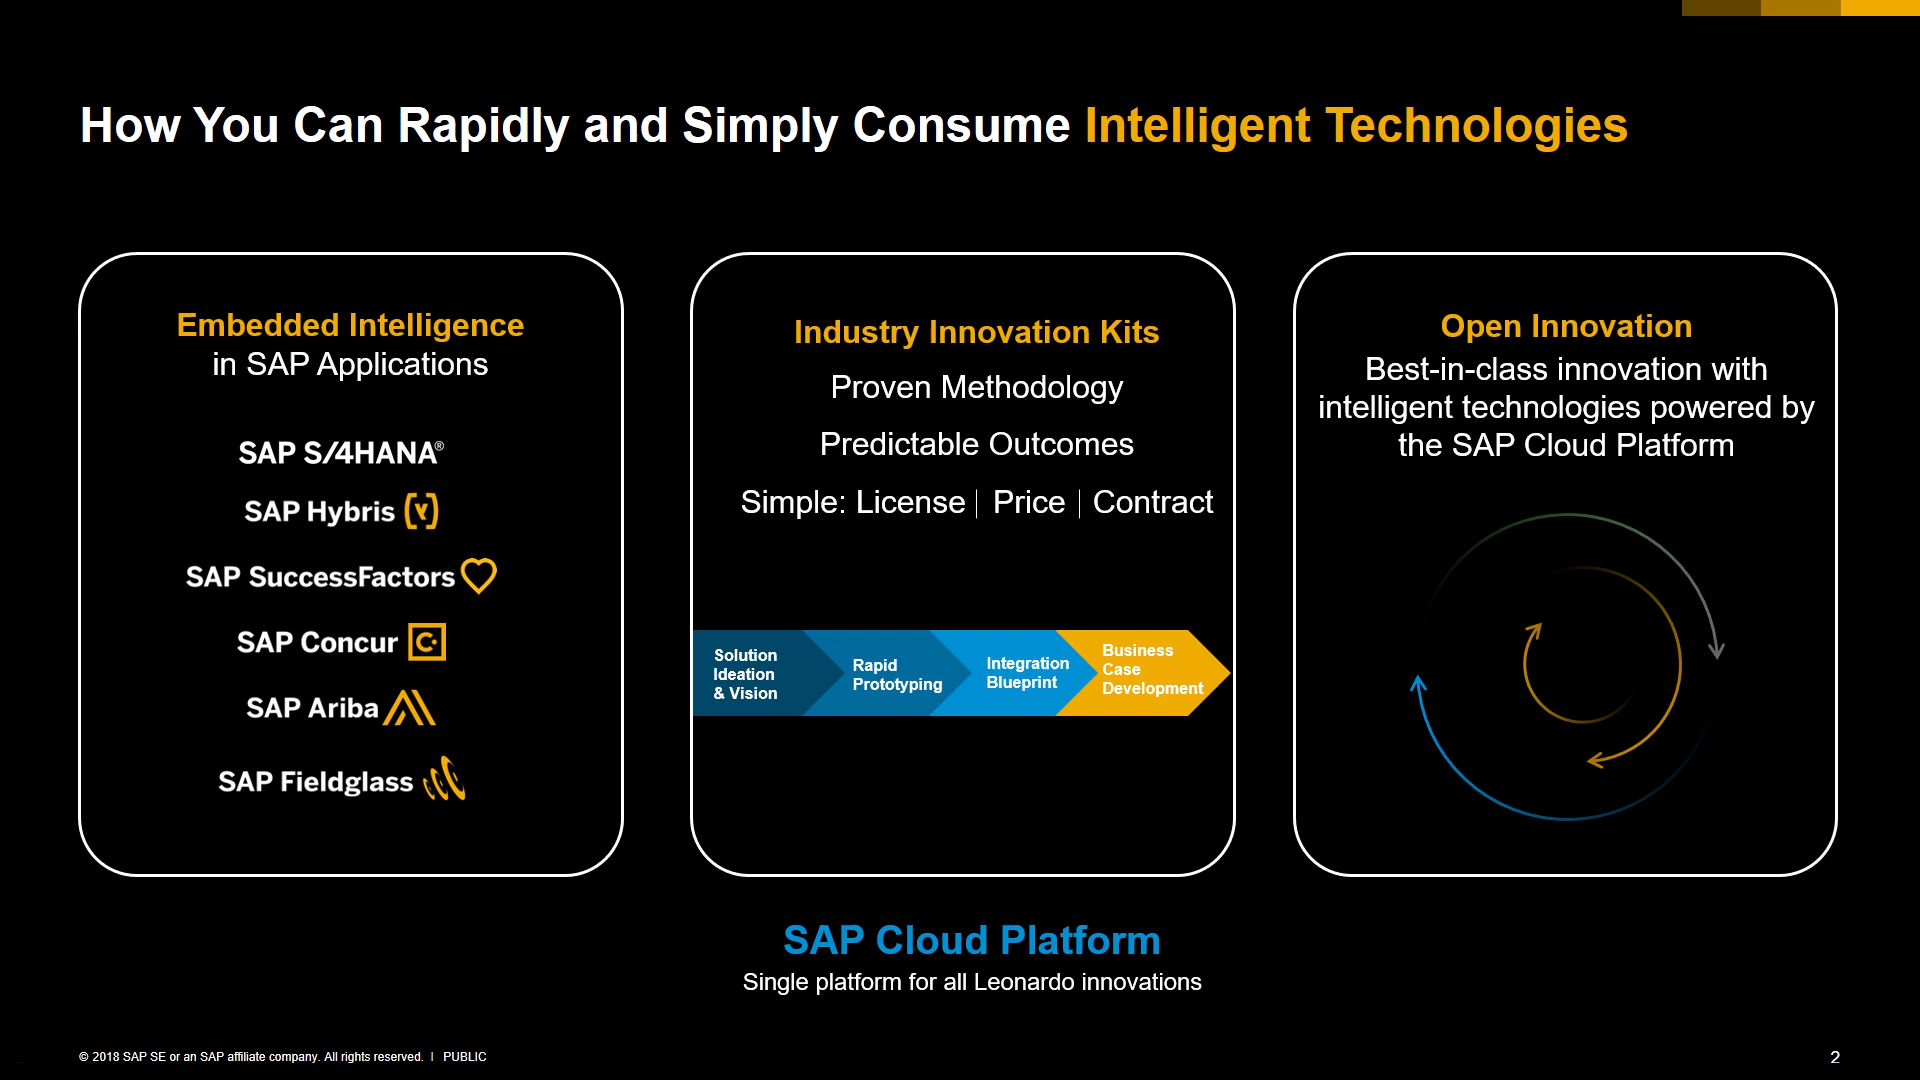 How You Can Rapidly and Simply Consume Intelligent Technologies
Embedded Intelligence
in SAP Applications
SAP S/4HANA®
SAP Hybris
SAP SuccessFactors
SAP Concur
SAP Ariba
SAP Fieldglass
Industry Innovation Kits
Proven Methodology
Predictable Outcomes
Simple: License | Price | Contract
Solution
Ideation
& Vision
Rapid
Prototyping
Integration
Blueprint
Business
Case
Development
Open Innovation
Best-in-class innovation with
intelligent technologies powered by
the SAP Cloud Platform
SAP Cloud Platform
Single platform for all Leonardo innovations
© 2018 SAP SE or an SAP affiliate company. All rights reserved. | PUBLIC
2